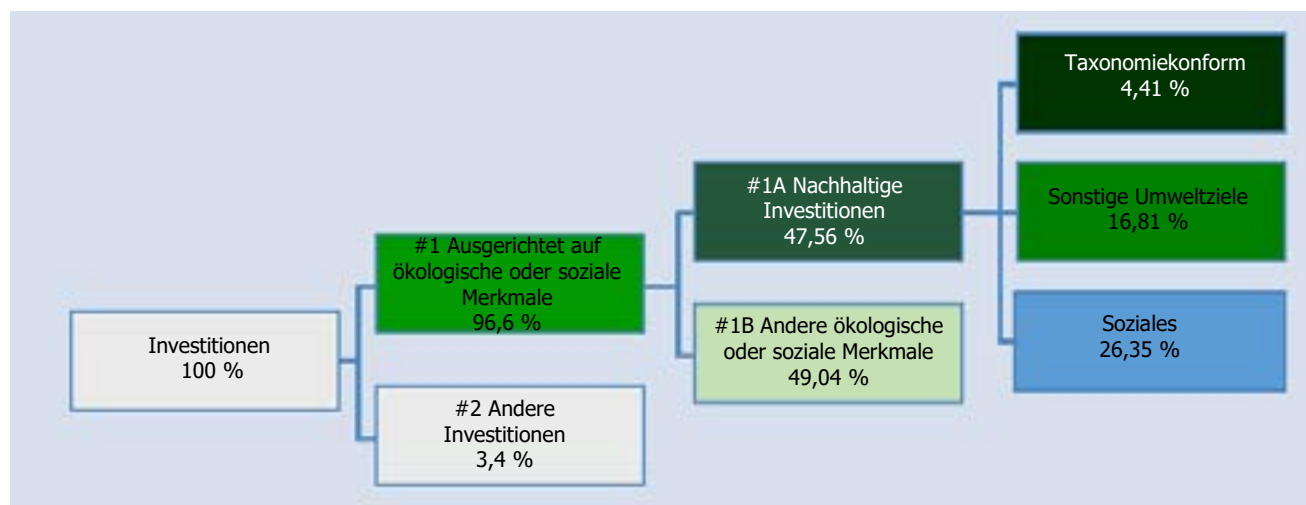 Investitionen
100 %
#1 Ausgerichtet auf
ökologische oder soziale
Merkmale
96,6 %
#2 Andere
Investitionen
3,4 %
#1A Nachhaltige
Investitionen
47,56 %
#1B Andere ökologische
oder soziale Merkmale
49,04 %
Taxonomiekonform
4,41 %
Sonstige Umweltziele
16,81 %
Soziales
26,35 %